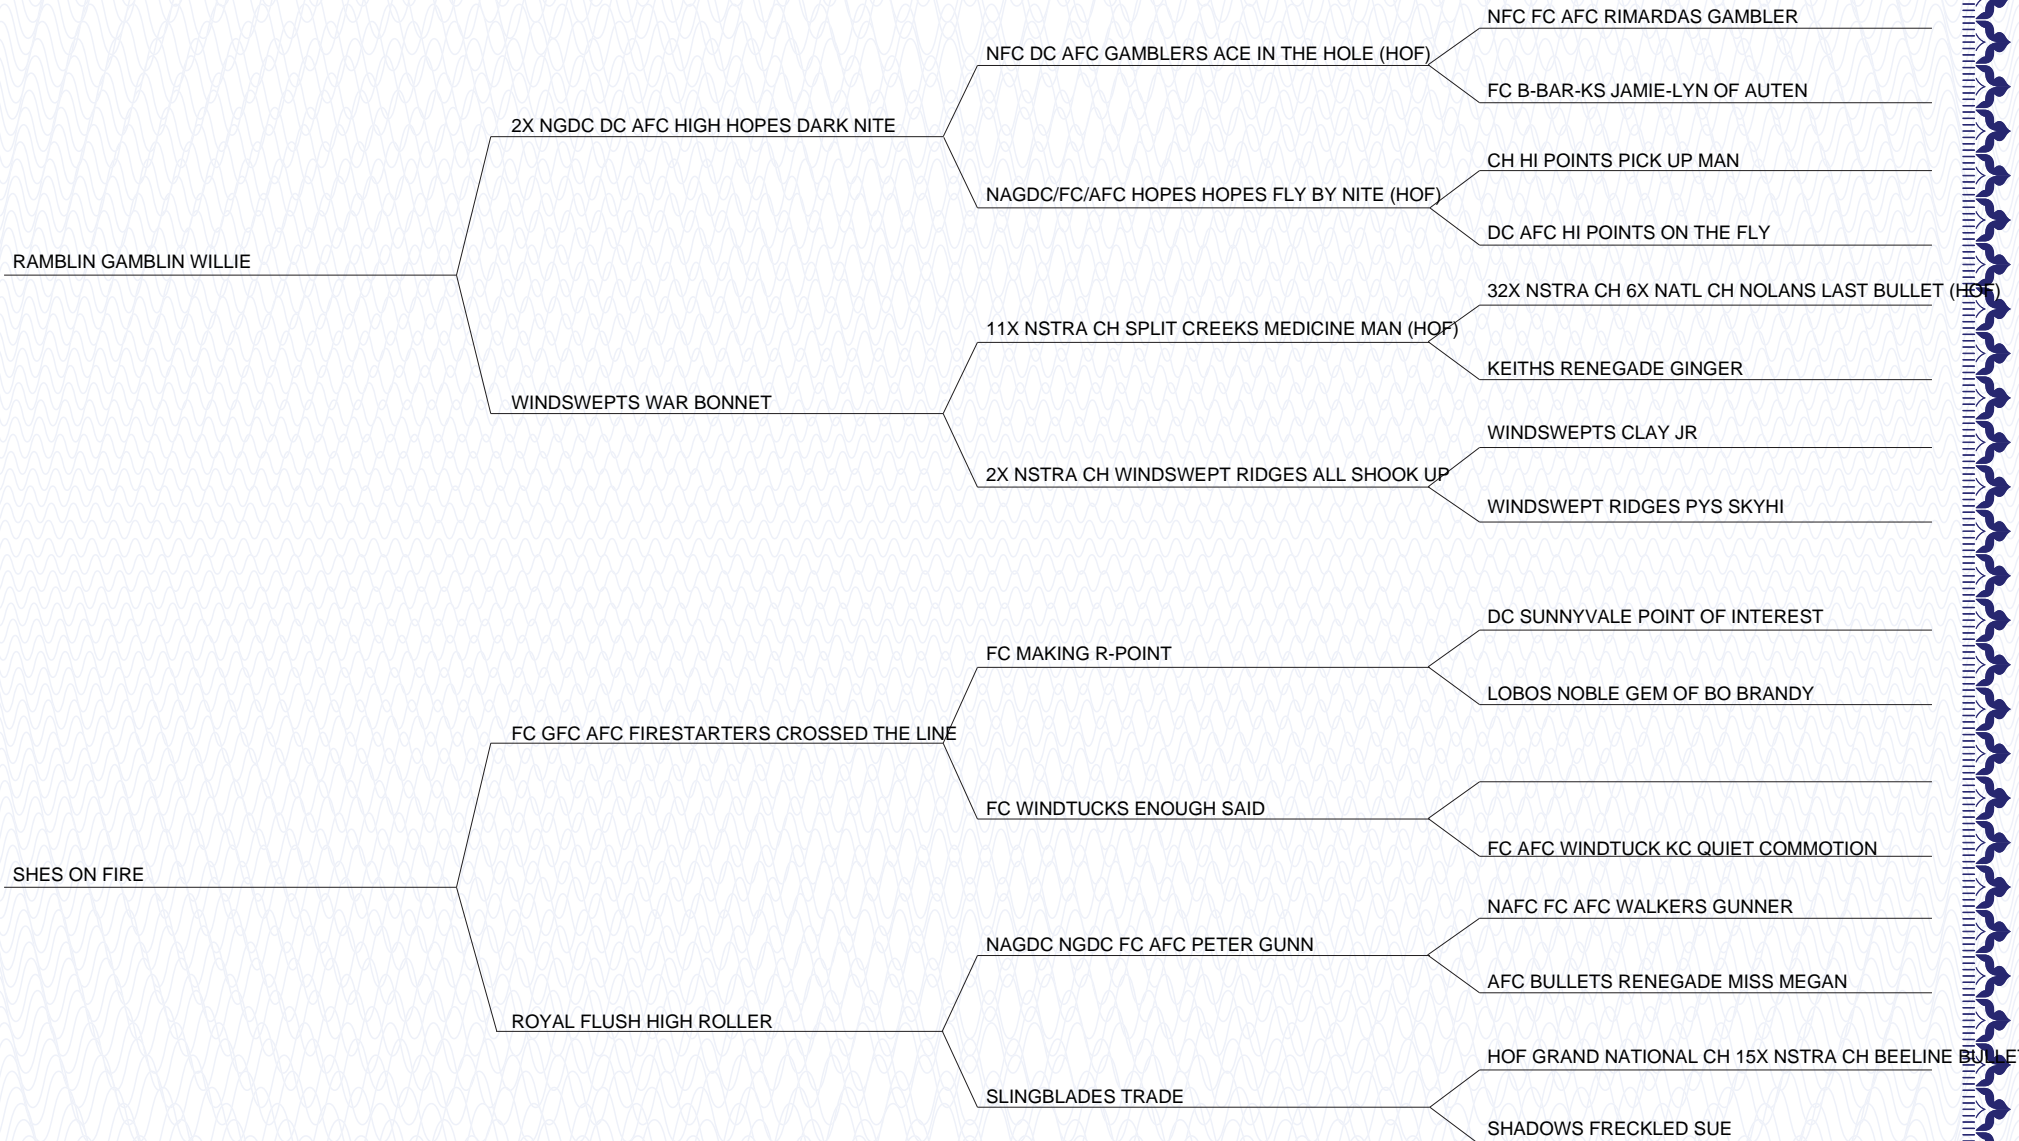 NFC FC AFC RIMARDAS GAMBLER
NFC DC AFC GAMBLERS ACE IN THE HOLE (HOF)
FC B-BAR-KS JAMIE-LYN OF AUTEN
2X NGDC DC AFC HIGH HOPES DARK NITE
CH HI POINTS PICK UP MAN
NAGDC/FC/AFC HOPES HOPES FLY BY NITE (HOF)
DC AFC HI POINTS ON THE FLY
RAMBLIN GAMBLIN WILLIE
32X NSTRA CH 6X NATL CH NOLANS LAST BULLET (HOF)
11X NSTRA CH SPLIT CREEKS MEDICINE MAN (HOF)
KEITHS RENEGADE GINGER
WINDSWEPTS WAR BONNET
WINDSWEPTS CLAY JR
2X NSTRA CH WINDSWEPT RIDGES ALL SHOOK UP
WINDSWEPT RIDGES PYS SKYHI
DC SUNNYVALE POINT OF INTEREST
FC MAKING R-POINT
LOBOS NOBLE GEM OF BO BRANDY
FC GFC AFC FIRESTARTERS CROSSED THE LINE
FC WINDTUCKS ENOUGH SAID
FC AFC WINDTUCK KC QUIET COMMOTION
SHES ON FIRE
NAFC FC AFC WALKERS GUNNER
NAGDC NGDC FC AFC PETER GUNN
AFC BULLETS RENEGADE MISS MEGAN
ROYAL FLUSH HIGH ROLLER
HOF GRAND NATIONAL CH 15X NSTRA CH BEELINE BULLET
SLINGBLADES TRADE
SHADOWS FRECKLED SUE